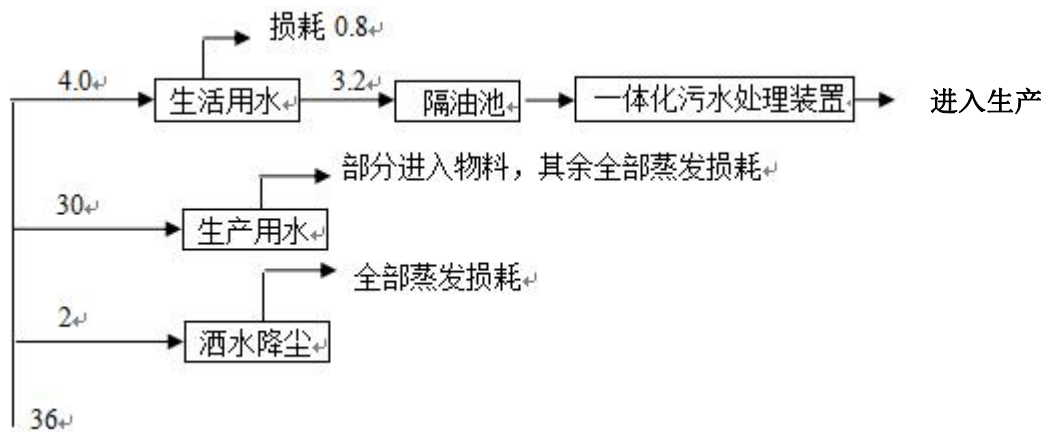 损耗 0.8↵
4.0↵
生活用水↵
3.2↵
隔油池↵
一体化污水处理装置↵
进入生产
部分进入物料，其余全部蒸发损耗↵
30↵
生产用水↵
全部蒸发损耗↵
2↵
洒水降尘↵
36↵